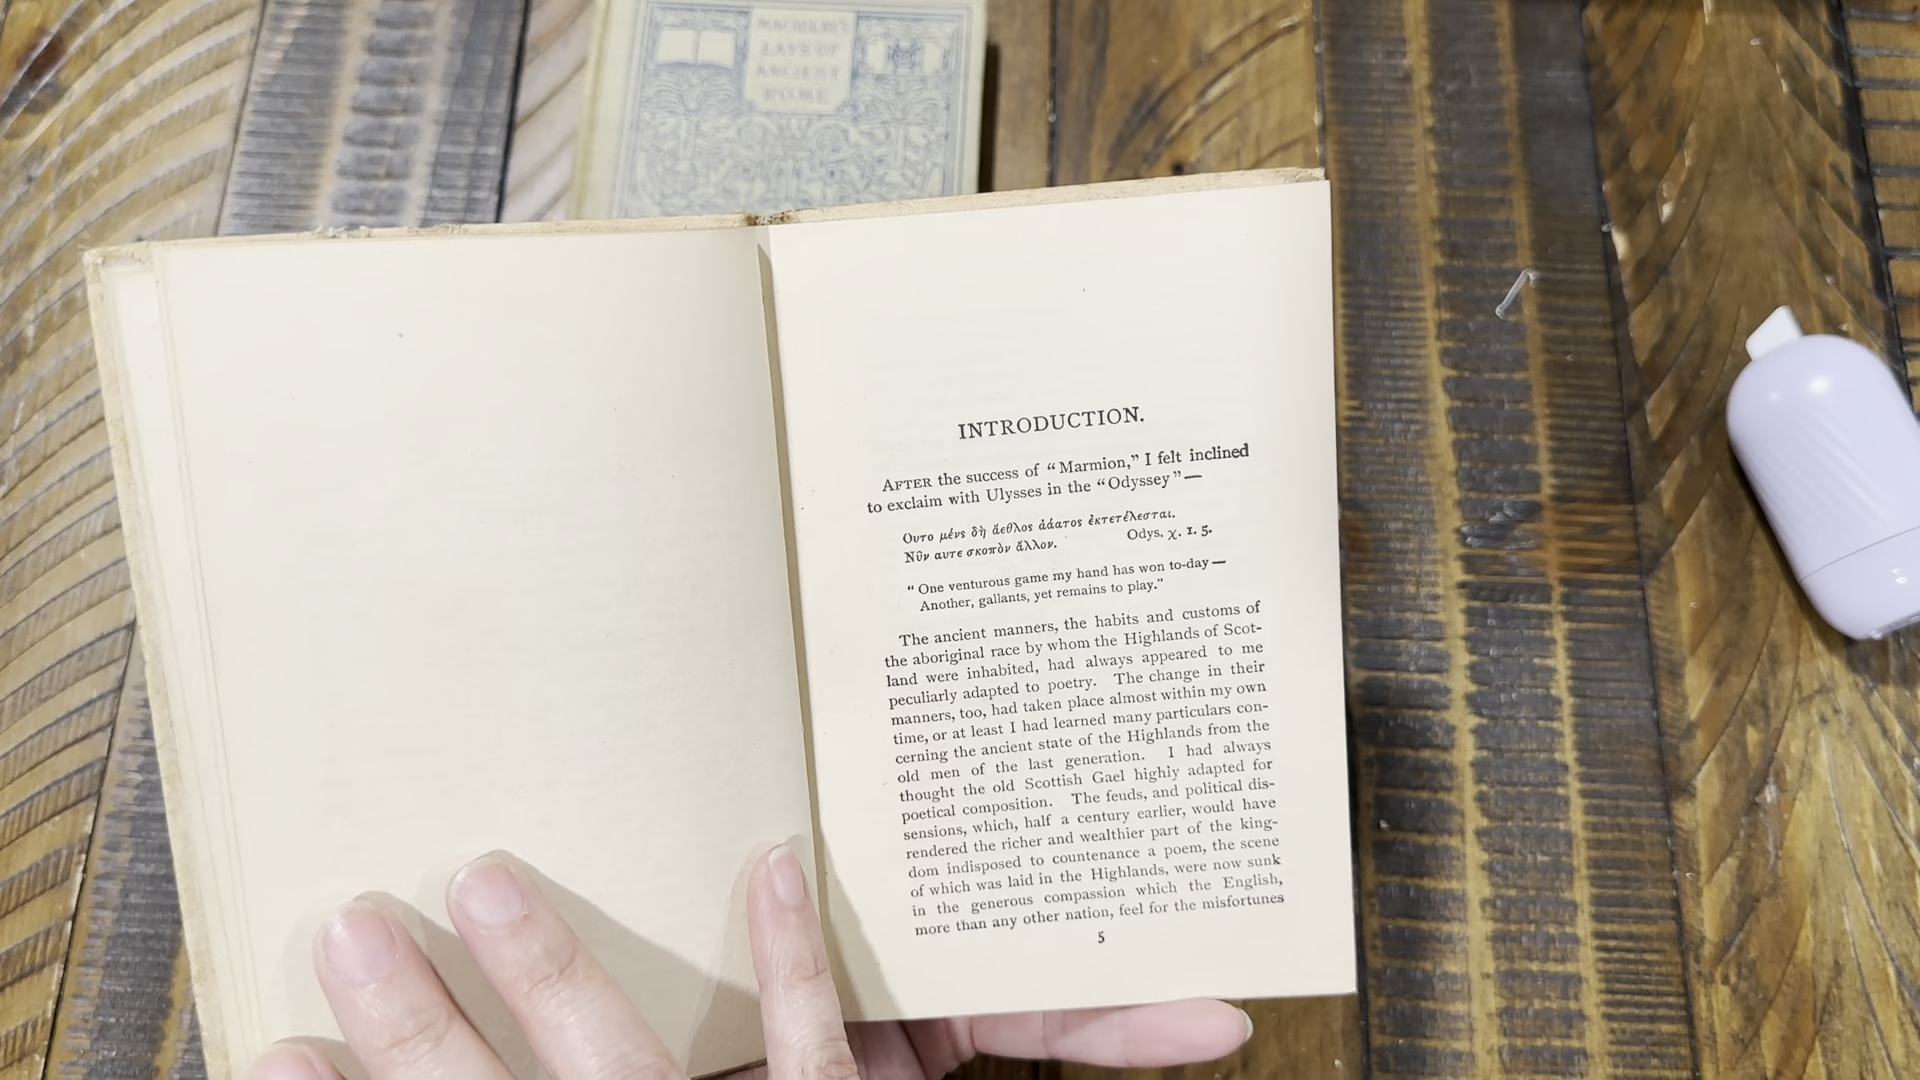 MACAULAY'S
LAYS OF
ANCIENT
ROME
INTRODUCTION.
AFTER the success of “Marmion,” I felt inclined
to exclaim with Ulysses in the “Odyssey”—
Ουτο μένς δὴ ἄεθλος ἀάατος ἐκτετέλεσται.
Νῦν αυτε σκοπὸν ἄλλον. Odys. χ. 1. 5.
“One venturous game my hand has won to-day—
Another, gallants, yet remains to play.”
The ancient manners, the habits and customs of
the aboriginal race by whom the Highlands of Scot-
land were inhabited, had always appeared to me
peculiarly adapted to poetry. The change in their
manners, too, had taken place almost within my own
time, or at least I had learned many particulars con-
cerning the ancient state of the Highlands from the
old men of the last generation. I had always
thought the old Scottish Gael highly adapted for
poetical composition. The feuds, and political dis-
sensions, which, half a century earlier, would have
rendered the richer and wealthier part of the king-
dom indisposed to countenance a poem, the scene
of which was laid in the Highlands, were now sunk
in the generous compassion which the English,
more than any other nation, feel for the misfortunes
5